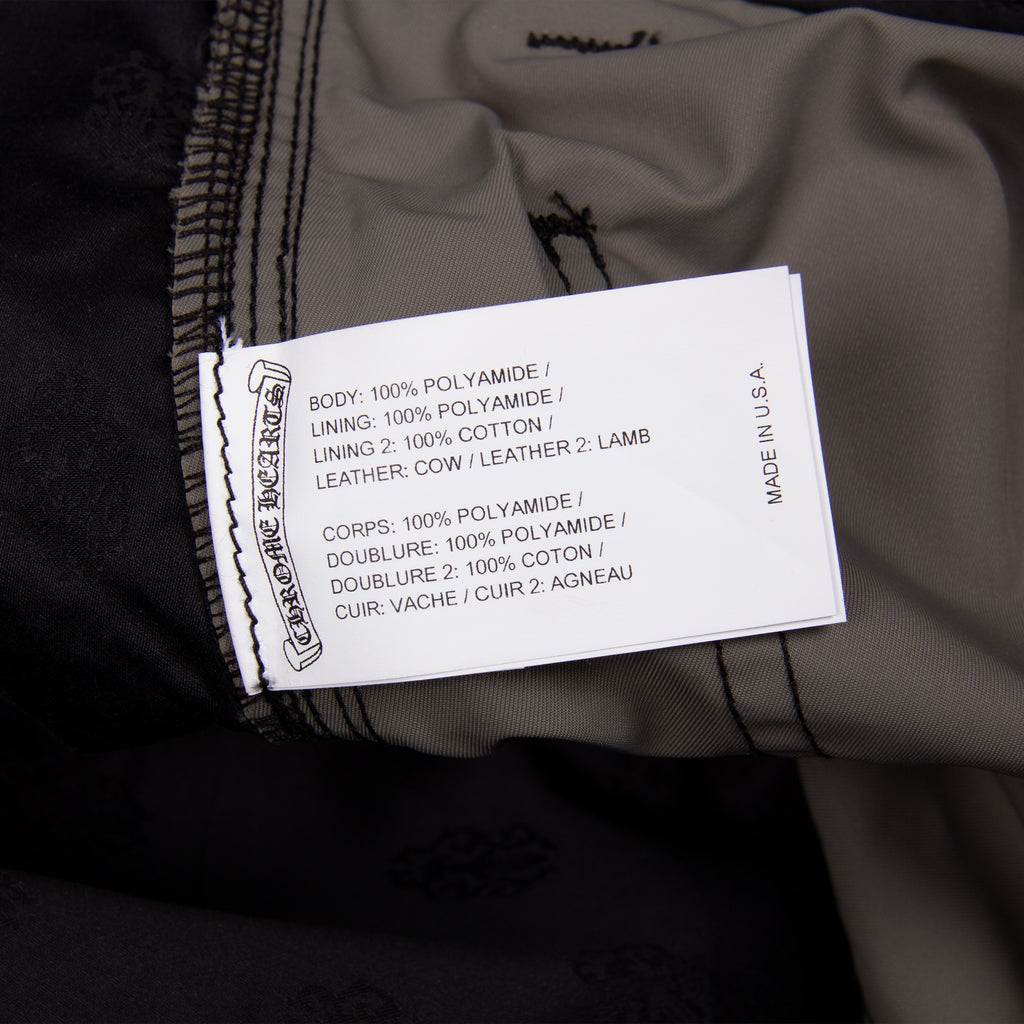 CHROME HEARTS
BODY: 100% POLYAMIDE /
LINING: 100% POLYAMIDE /
LINING 2: 100% COTTON /
LEATHER: COW / LEATHER 2: LAMB
CORPS: 100% POLYAMIDE /
DOUBLURE: 100% POLYAMIDE /
DOUBLURE 2: 100% COTON /
CUIR: VACHE / CUIR 2: AGNEAU
MADE IN U.S.A.